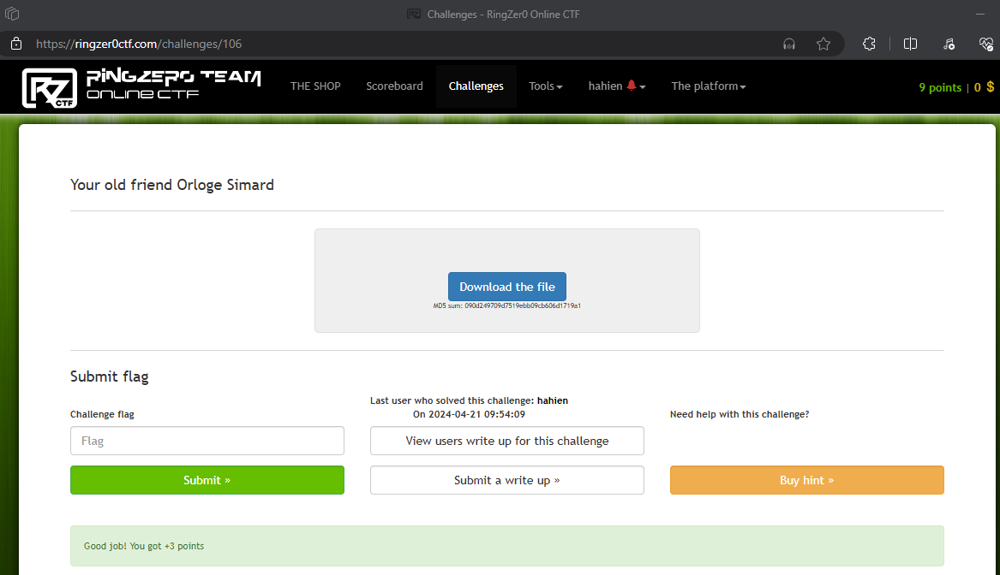 Challenges - RingZer0 Online CTF
https://ringzer0ctf.com/challenges/106
RZ CTF RINGZER0 TEAM ONLINE CTF
THE SHOP Scoreboard Challenges Tools hahien The platform 9 points | 0 $
Your old friend Orloge Simard
Download the file
MD5 sum: 090d249709d7519ebb09cb606d1719a1
Submit flag
Last user who solved this challenge: hahien
Challenge flag On 2024-04-21 09:54:09 Need help with this challenge?
Flag View users write up for this challenge
Submit » Submit a write up » Buy hint »
Good job! You got +3 points